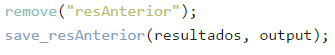 remove("resAnterior");
save_resAnterior(resultados, output);